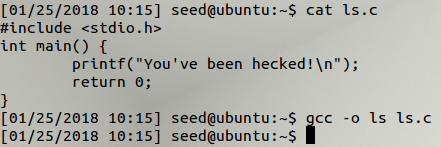 [01/25/2018 10:15] seed@ubuntu:~$ cat ls.c
#include <stdio.h>
int main() {
        printf("You've been hecked!\n");
        return 0;
}
[01/25/2018 10:15] seed@ubuntu:~$ gcc -o ls ls.c
[01/25/2018 10:15] seed@ubuntu:~$